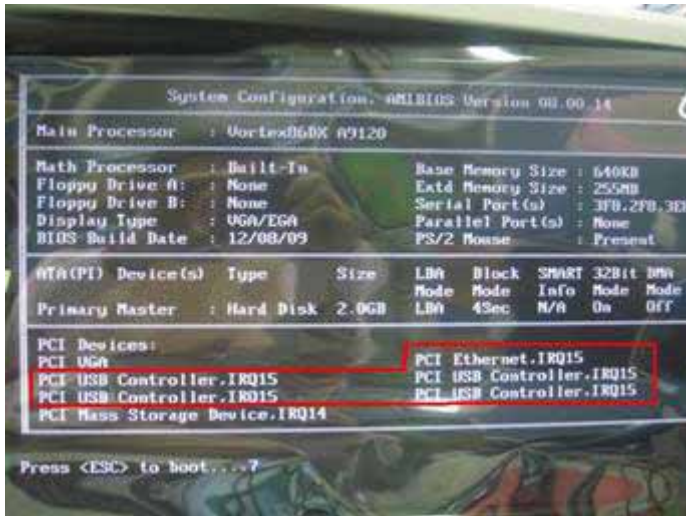 System Configuration, AMIBIOS Version 08.00.14
Main Processor : Vortex86DX A9120
Math Processor : Built-In Base Memory Size : 640KB
Floppy Drive A: : None Extd Memory Size : 255MB
Floppy Drive B: : None Serial Port(s) : 3F8,2F8,3E
Display Type : VGA/EGA Parallel Port(s) : None
BIOS Build Date : 12/08/09 PS/2 Mouse : Present
ATA(PI) Device(s) Type Size LBA Block SMART 32Bit DMA
Mode Mode Info Mode Mode
Primary Master : Hard Disk 2.0GB LBA 4Sec N/A On Off
PCI Devices:
PCI VGA PCI Ethernet,IRQ15
PCI USB Controller,IRQ15 PCI USB Controller,IRQ15
PCI USB Controller,IRQ15 PCI USB Controller,IRQ15
PCI Mass Storage Device,IRQ14
Press <ESC> to boot....7